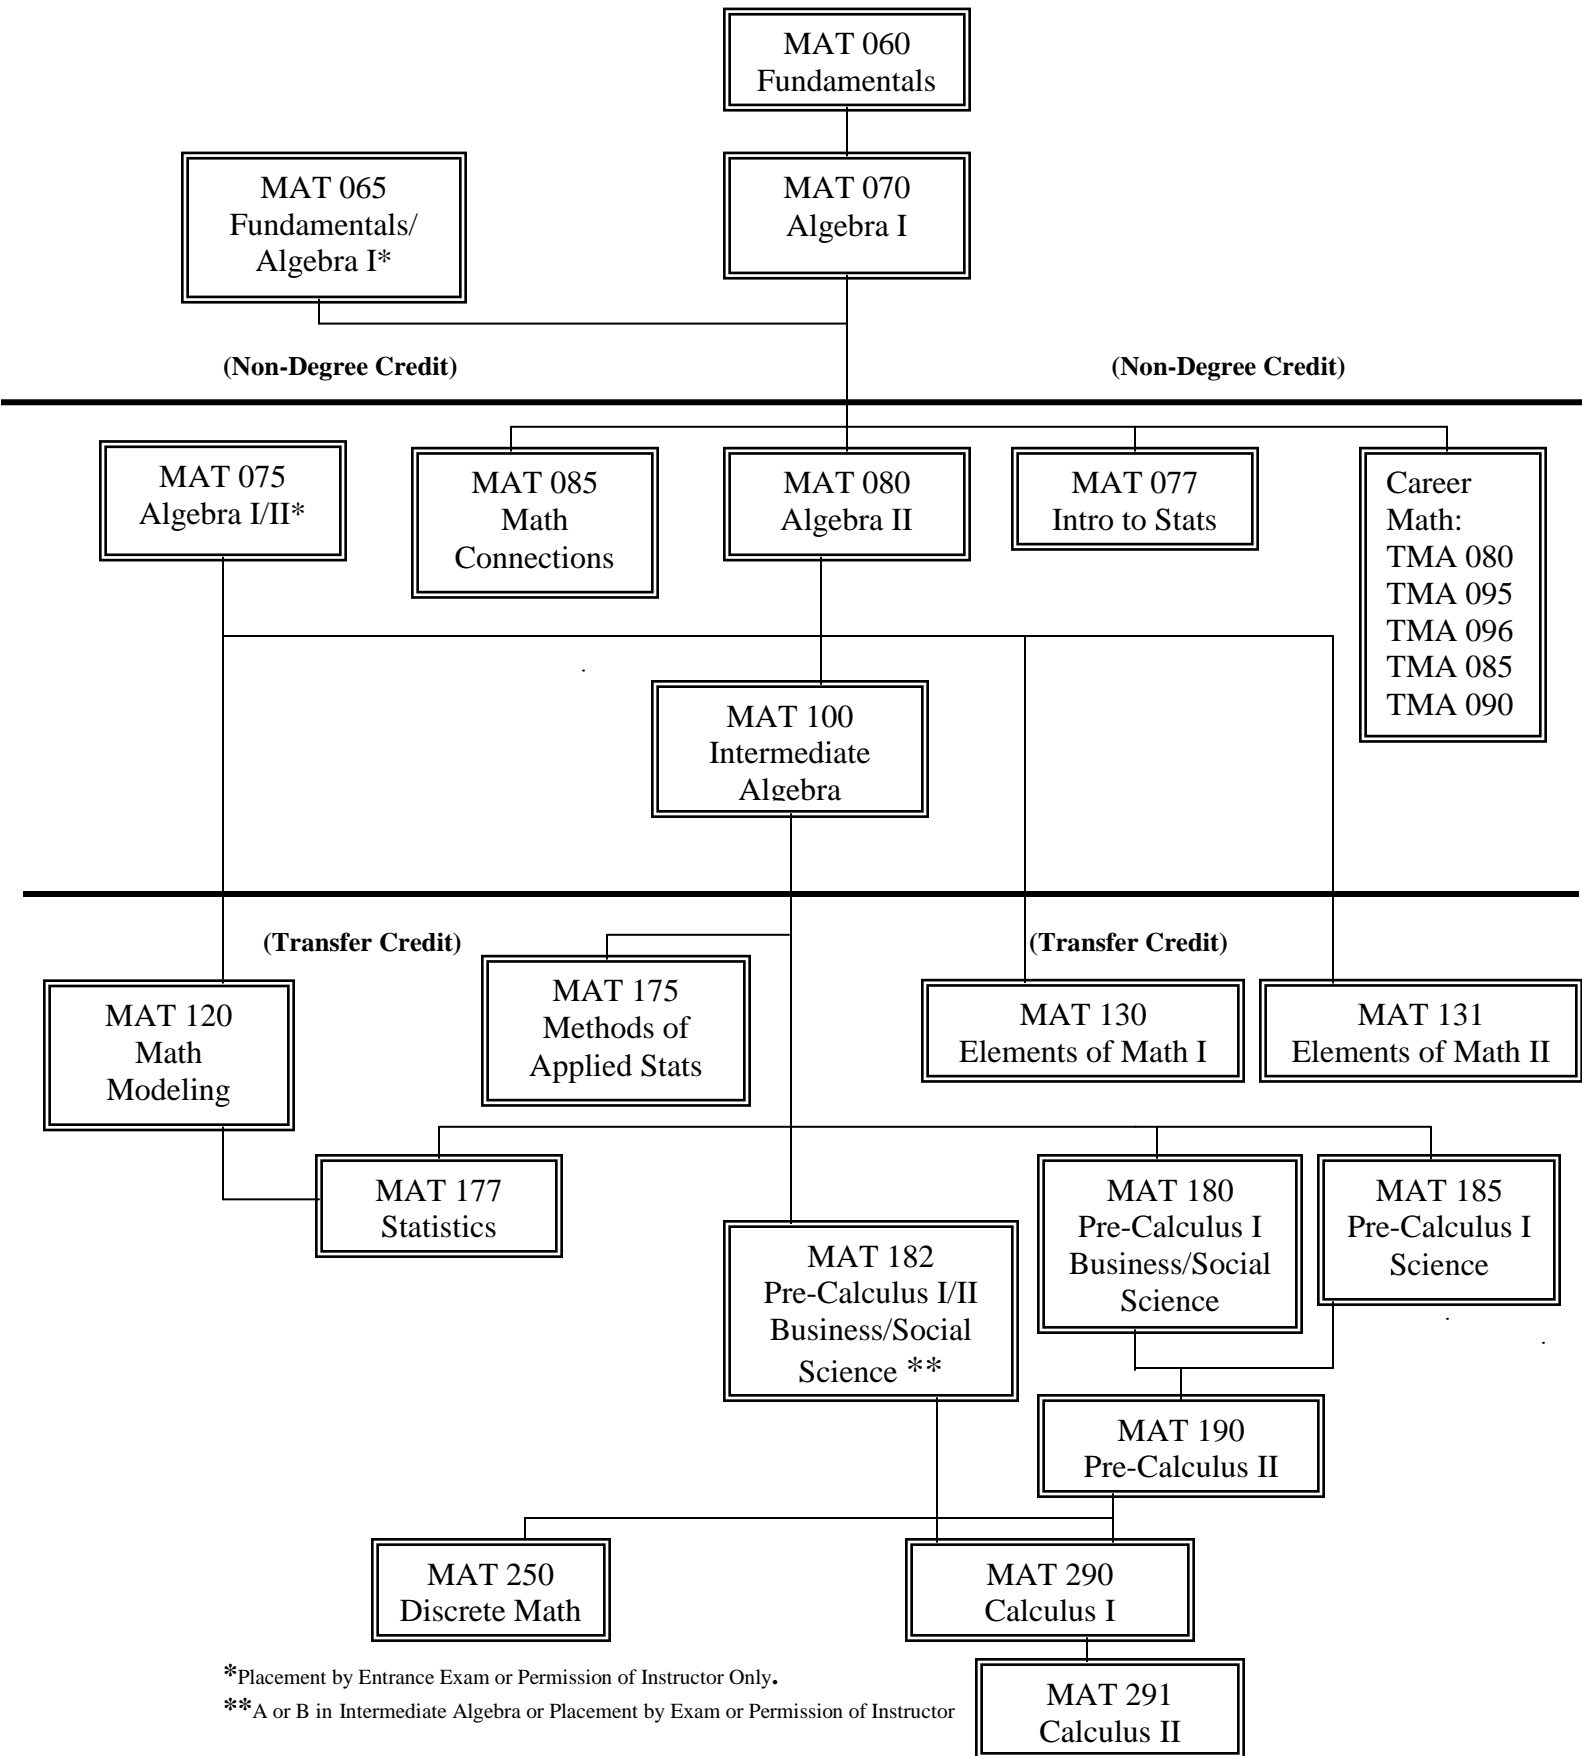 MAT 060
Fundamentals
MAT 065
Fundamentals/
Algebra I*
MAT 070
Algebra I
(Non-Degree Credit)
(Non-Degree Credit)
MAT 075
Algebra I/II*
MAT 085
Math
Connections
MAT 080
Algebra II
MAT 077
Intro to Stats
Career
Math:
TMA 080
TMA 095
TMA 096
TMA 085
TMA 090
MAT 100
Intermediate
Algebra
(Transfer Credit)
(Transfer Credit)
MAT 120
Math
Modeling
MAT 175
Methods of
Applied Stats
MAT 130
Elements of Math I
MAT 131
Elements of Math II
MAT 177
Statistics
MAT 182
Pre-Calculus I/II
Business/Social
Science **
MAT 180
Pre-Calculus I
Business/Social
Science
MAT 185
Pre-Calculus I
Science
MAT 190
Pre-Calculus II
MAT 250
Discrete Math
MAT 290
Calculus I
*Placement by Entrance Exam or Permission of Instructor Only.
**A or B in Intermediate Algebra or Placement by Exam or Permission of Instructor
MAT 291
Calculus II